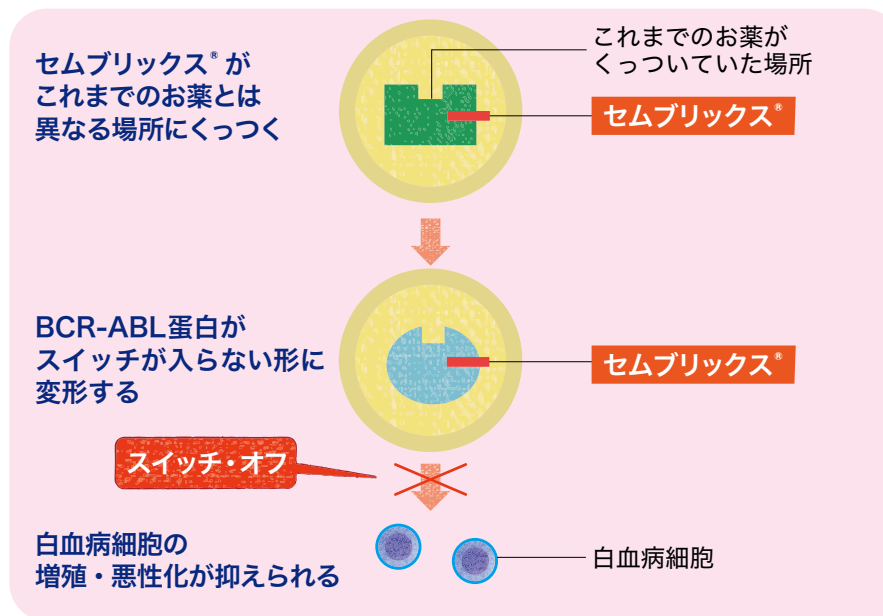 セムブリックス®が
これまでのお薬とは
異なる場所にくっつく
これまでのお薬が
くっついていた場所
セムブリックス®
BCR-ABL蛋白が
スイッチが入らない形に
変形する
セムブリックス®
スイッチ・オフ
白血病細胞の
増殖・悪性化が抑えられる
白血病細胞